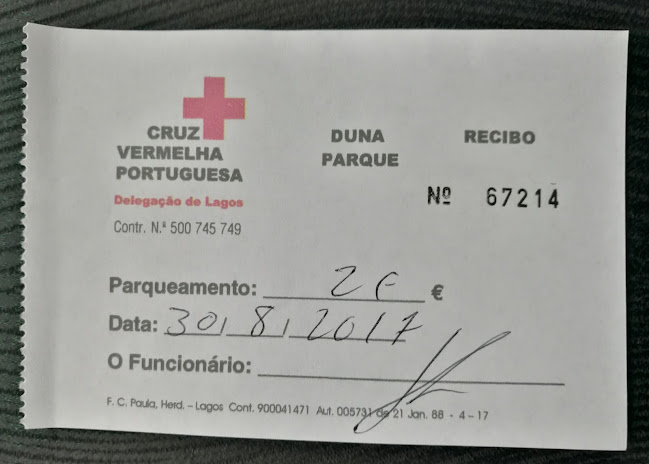 CRUZ
VERMELHA
PORTUGUESA
Delegação de Lagos
Contr. N.º 500 745 749
DUNA
PARQUE
RECIBO
Nº 67214
Parqueamento: 2 € €
Data: 30/8/2017
O Funcionário:
F. C. Paula, Herd. – Lagos Cont. 900041471 Aut. 005731 de 21 Jan. 88 - 4 - 17